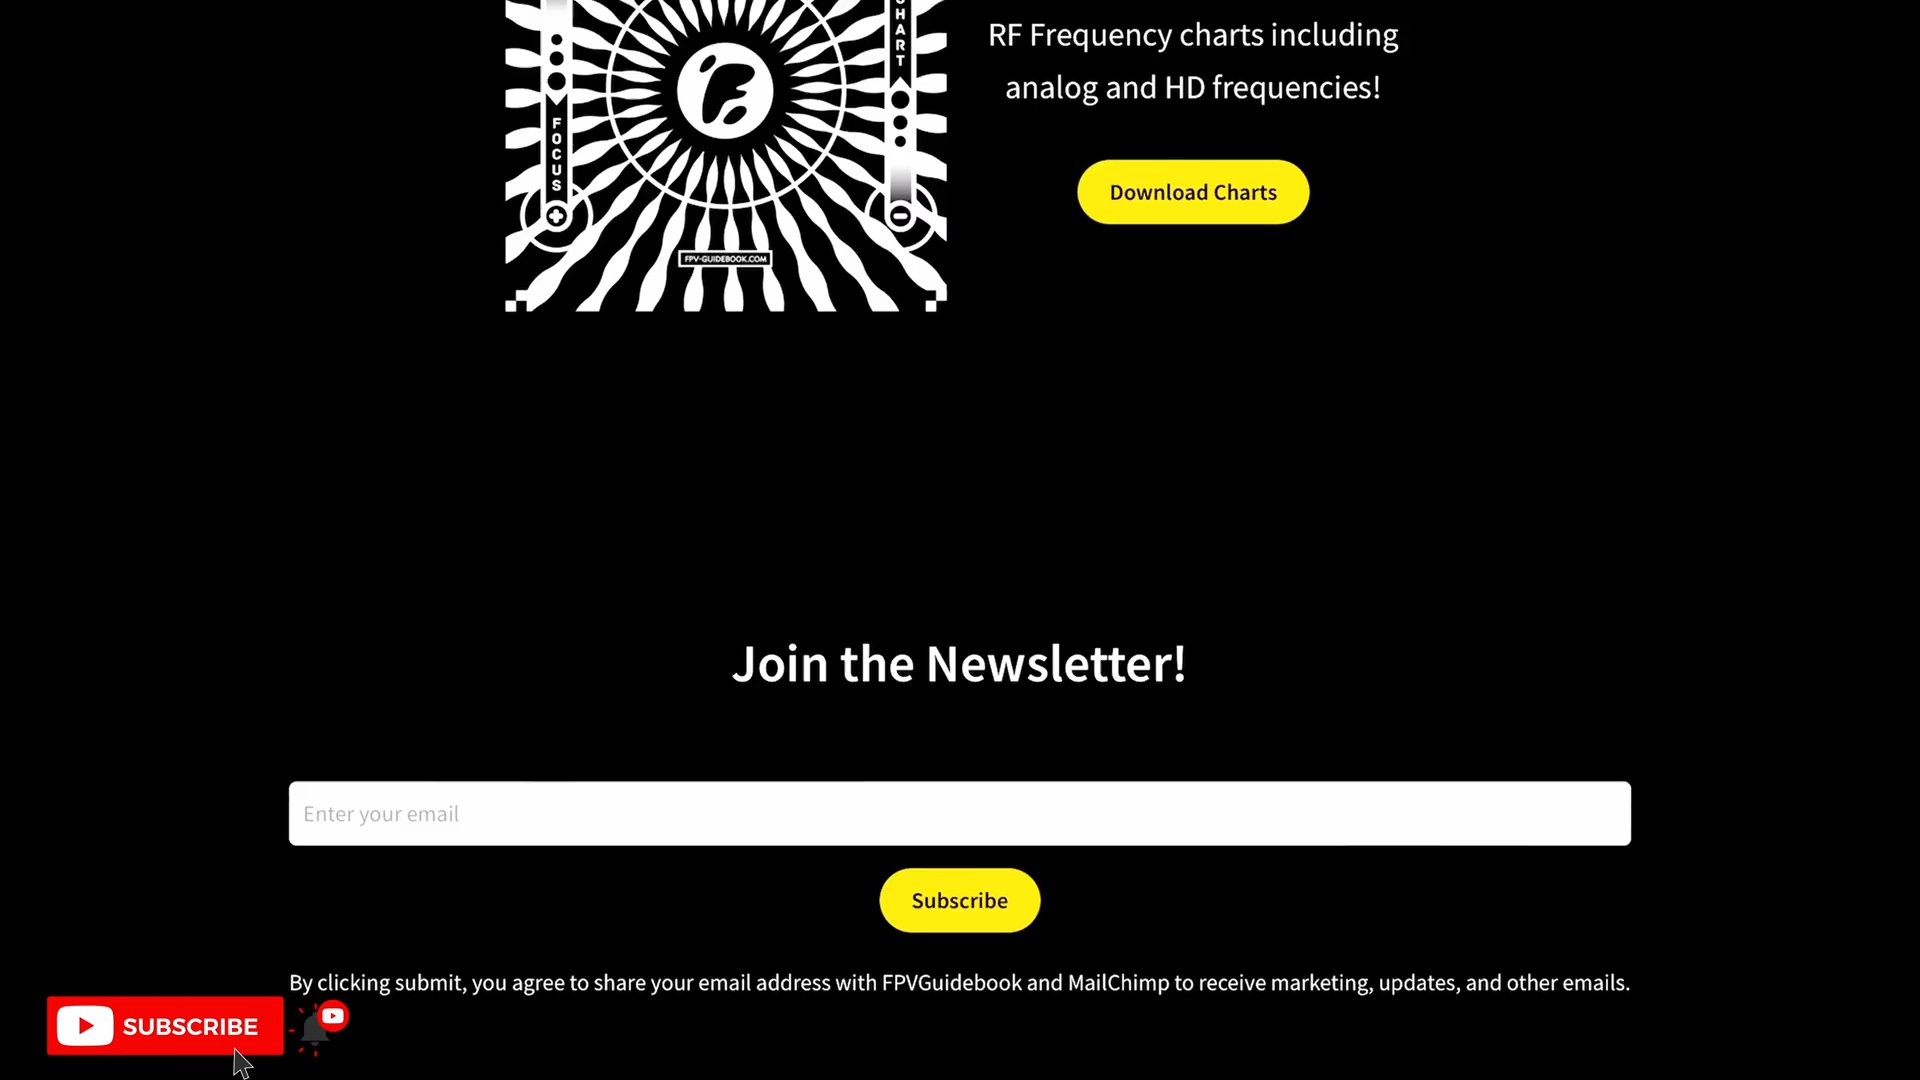 CHART
RF Frequency charts including
analog and HD frequencies!
FOCUS
Download Charts
FPV-GUIDEBOOK.COM
Join the Newsletter!
Enter your email
Subscribe
By clicking submit, you agree to share your email address with FPVGuidebook and MailChimp to receive marketing, updates, and other emails.
SUBSCRIBE